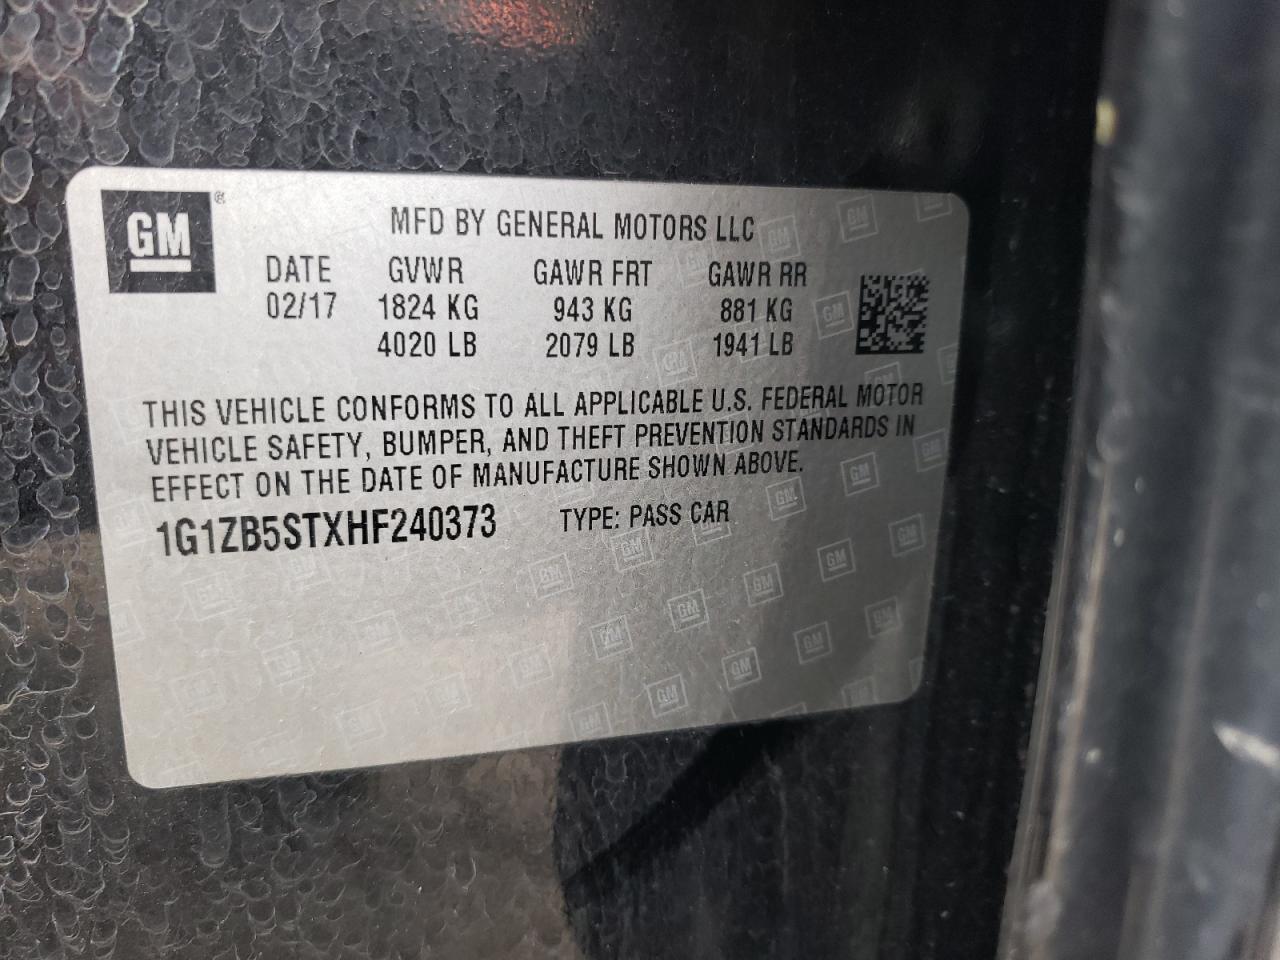 GM ®
MFD BY GENERAL MOTORS LLC
DATE GVWR GAWR FRT GAWR RR
02/17 1824 KG 943 KG 881 KG
4020 LB 2079 LB 1941 LB
THIS VEHICLE CONFORMS TO ALL APPLICABLE U.S. FEDERAL MOTOR
VEHICLE SAFETY, BUMPER, AND THEFT PREVENTION STANDARDS IN
EFFECT ON THE DATE OF MANUFACTURE SHOWN ABOVE.
1G1ZB5STXHF240373 TYPE: PASS CAR